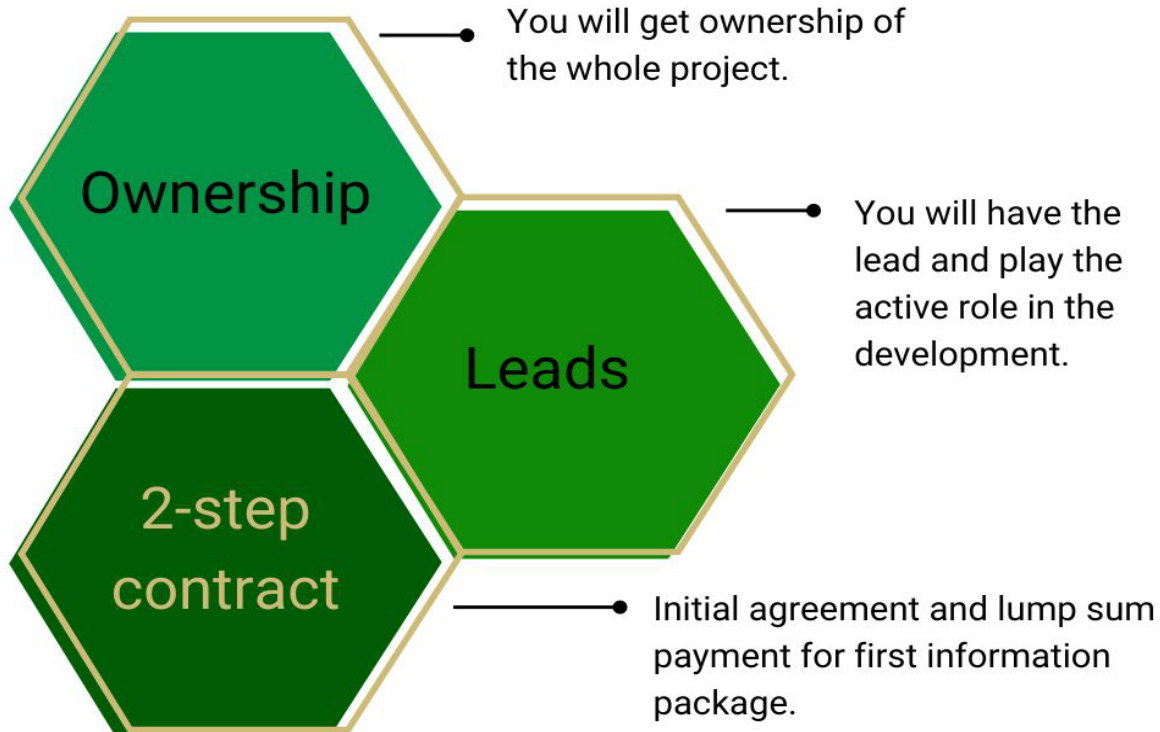 Ownership
You will get ownership of
the whole project.
Leads
You will have the
lead and play the
active role in the
development.
2-step
contract
Initial agreement and lump sum
payment for first information
package.